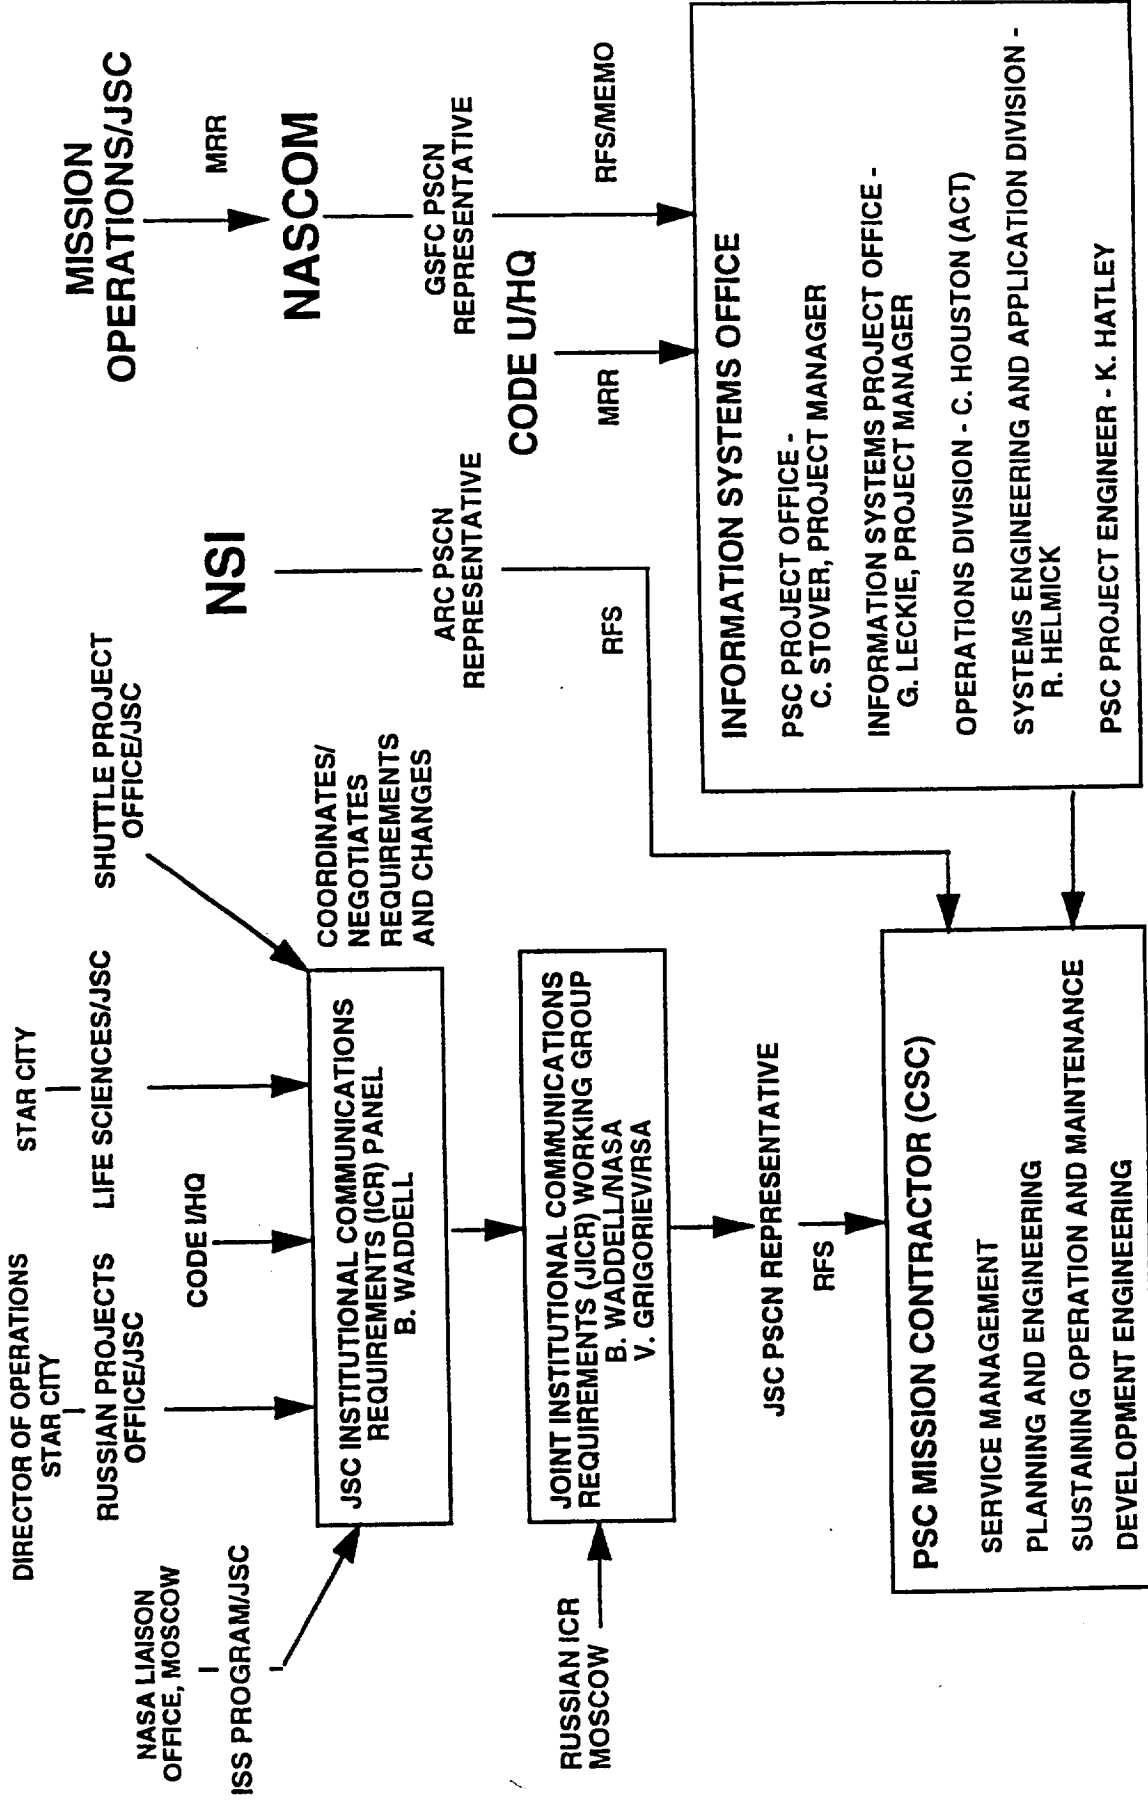 DIRECTOR OF OPERATIONS
STAR CITY
RUSSIAN PROJECTS
OFFICE/JSC
STAR CITY
LIFE SCIENCES/JSC
CODE I/HQ
SHUTTLE PROJECT
OFFICE/JSC
NASA LIAISON
OFFICE, MOSCOW
ISS PROGRAM/JSC
JSC INSTITUTIONAL COMMUNICATIONS
REQUIREMENTS (ICR) PANEL
B. WADDELL
COORDINATES/
NEGOTIATES
REQUIREMENTS
AND CHANGES
RUSSIAN ICR
MOSCOW
JOINT INSTITUTIONAL COMMUNICATIONS
REQUIREMENTS (JICR) WORKING GROUP
B. WADDELL/NASA
V. GRIGORIEV/RSA
JSC PSCN REPRESENTATIVE
RFS
PSC MISSION CONTRACTOR (CSC)
SERVICE MANAGEMENT
PLANNING AND ENGINEERING
SUSTAINING OPERATION AND MAINTENANCE
DEVELOPMENT ENGINEERING
NSI
ARC PSCN
REPRESENTATIVE
RFS
MISSION
OPERATIONS/JSC
MRR
NASCOM
GSFC PSCN
REPRESENTATIVE
RFS/MEMO
CODE U/HQ
MRR
INFORMATION SYSTEMS OFFICE
PSC PROJECT OFFICE -
C. STOVER, PROJECT MANAGER
INFORMATION SYSTEMS PROJECT OFFICE -
G. LECKIE, PROJECT MANAGER
OPERATIONS DIVISION - C. HOUSTON (ACT)
SYSTEMS ENGINEERING AND APPLICATION DIVISION -
R. HELMICK
PSC PROJECT ENGINEER - K. HATLEY